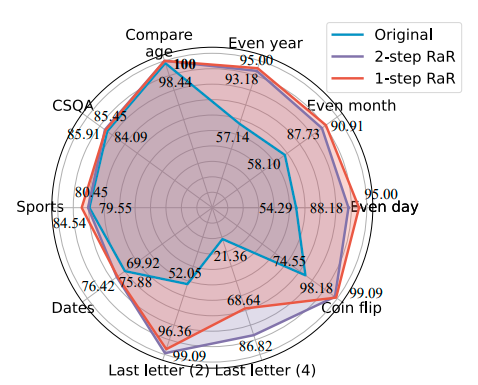 Compare
age
Even year
95.00
Original
2-step RaR
1-step RaR
100
98.44
93.18
CSQA
85.45
85.91
84.09
57.14
Even month
87.73
90.91
58.10
Sports
80.45
79.55
84.54
54.29
88.18
95.00
Even day
69.92
75.88
76.42
52.05
21.36
74.55
98.18
99.09
Dates
Coin flip
68.64
96.36
99.09
86.82
Last letter (2)
Last letter (4)